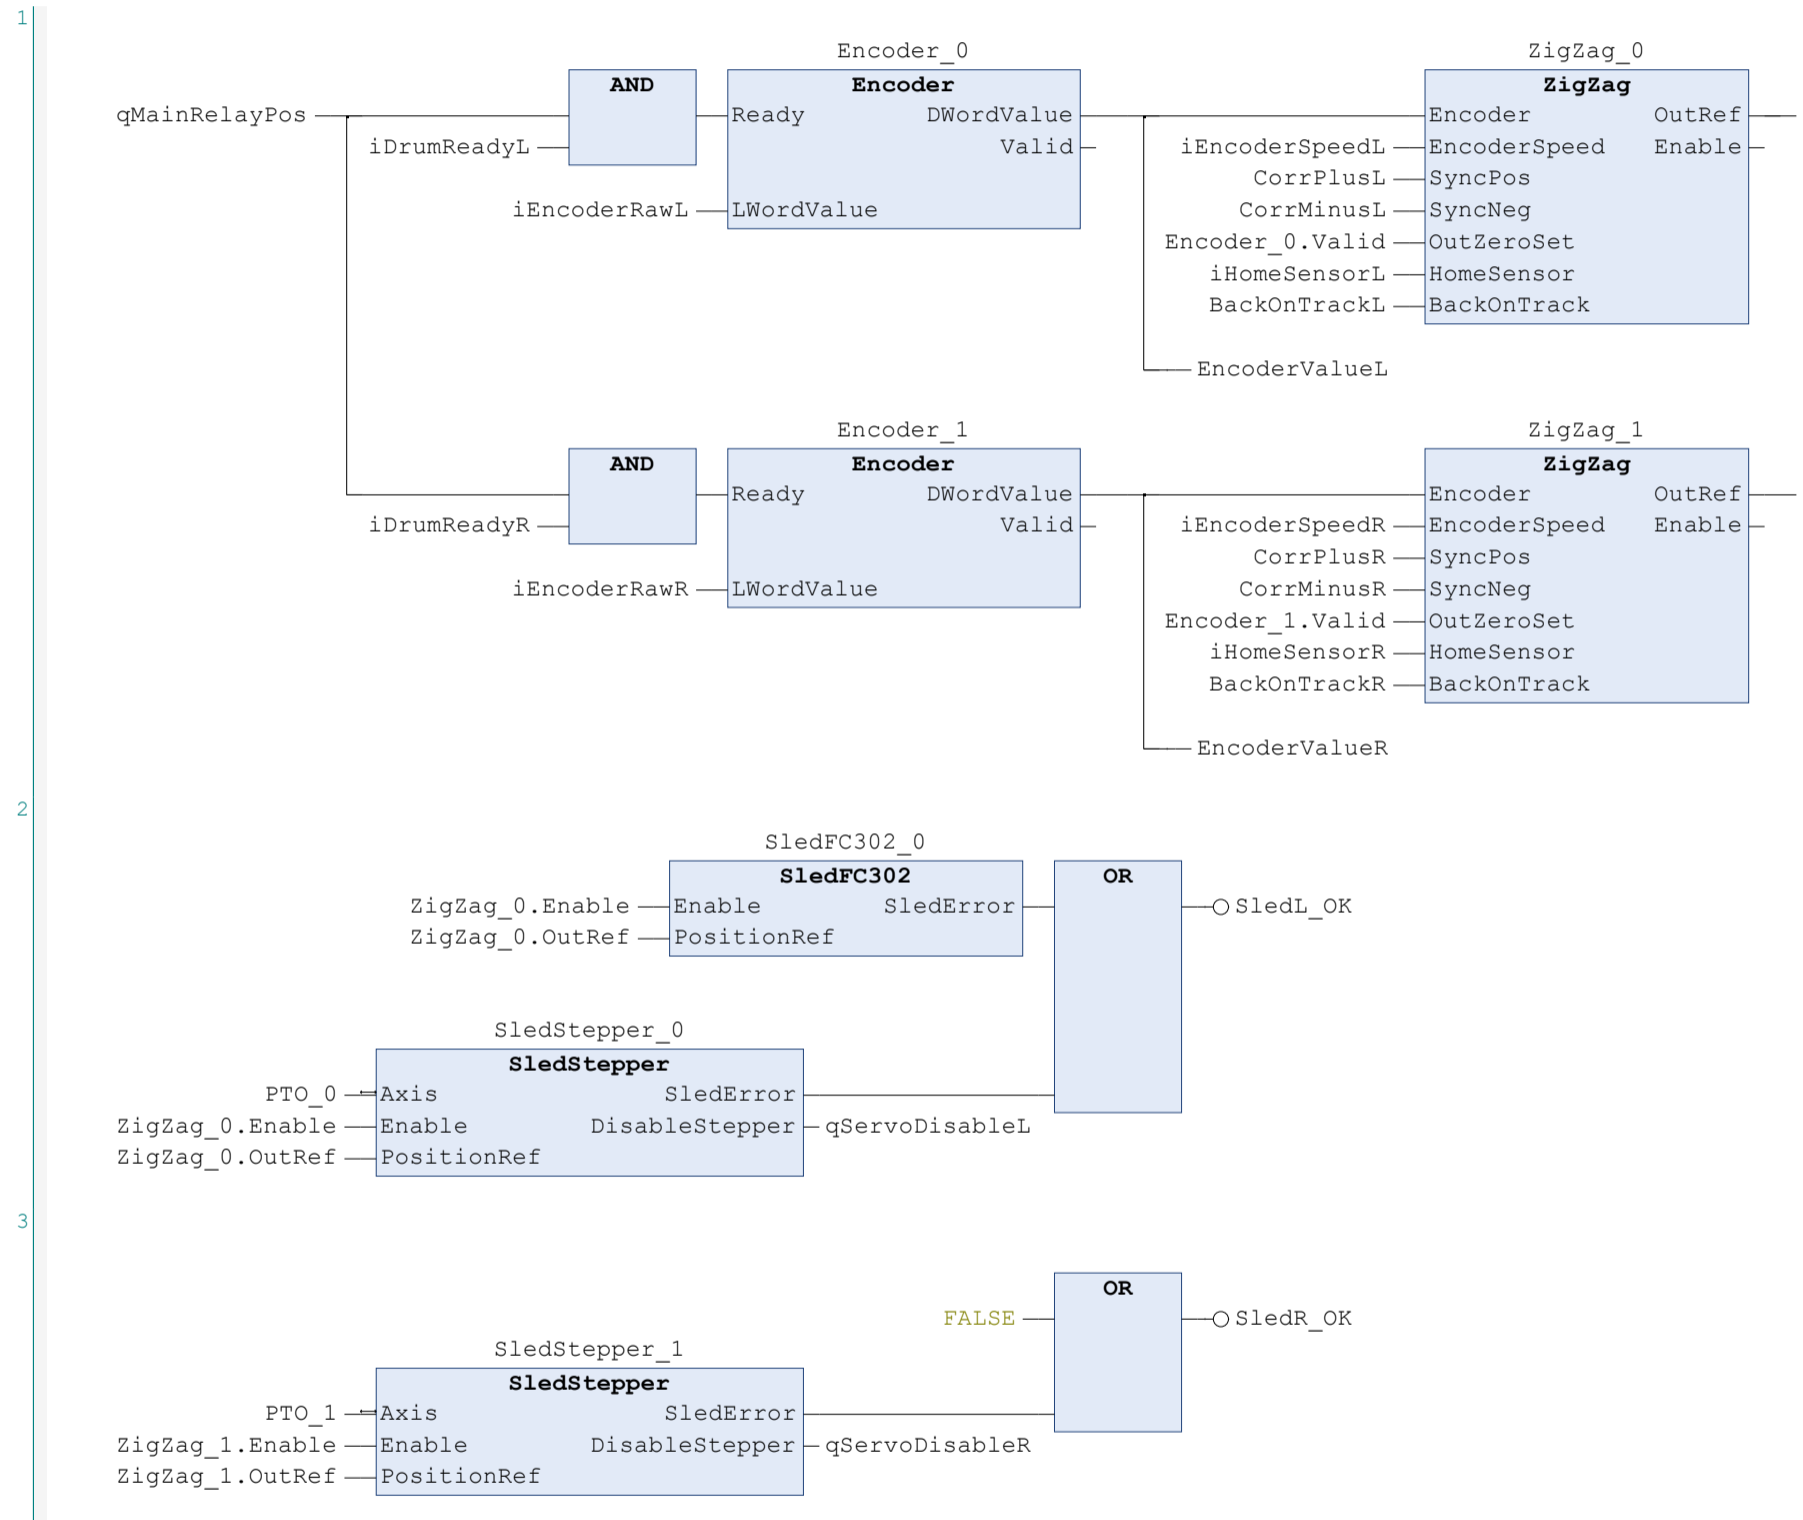 1
Encoder_0 ZigZag_0
AND Encoder ZigZag
qMainRelayPos Ready DWordValue Encoder OutRef
iDrumReadyL Valid iEncoderSpeedL EncoderSpeed Enable
CorrPlusL SyncPos
iEncoderRawL LWordValue CorrMinusL SyncNeg
Encoder_0.Valid OutZeroSet
iHomeSensorL HomeSensor
BackOnTrackL BackOnTrack
EncoderValueL
Encoder_1 ZigZag_1
AND Encoder ZigZag
Ready DWordValue Encoder OutRef
iDrumReadyR Valid iEncoderSpeedR EncoderSpeed Enable
CorrPlusR SyncPos
iEncoderRawR LWordValue CorrMinusR SyncNeg
Encoder_1.Valid OutZeroSet
iHomeSensorR HomeSensor
BackOnTrackR BackOnTrack
EncoderValueR
2
SledFC302_0
SledFC302 OR
ZigZag_0.Enable Enable SledError SledL_OK
ZigZag_0.OutRef PositionRef
SledStepper_0
SledStepper
PTO_0 Axis SledError
ZigZag_0.Enable Enable DisableStepper qServoDisableL
ZigZag_0.OutRef PositionRef
3
OR
FALSE SledR_OK
SledStepper_1
SledStepper
PTO_1 Axis SledError
ZigZag_1.Enable Enable DisableStepper qServoDisableR
ZigZag_1.OutRef PositionRef